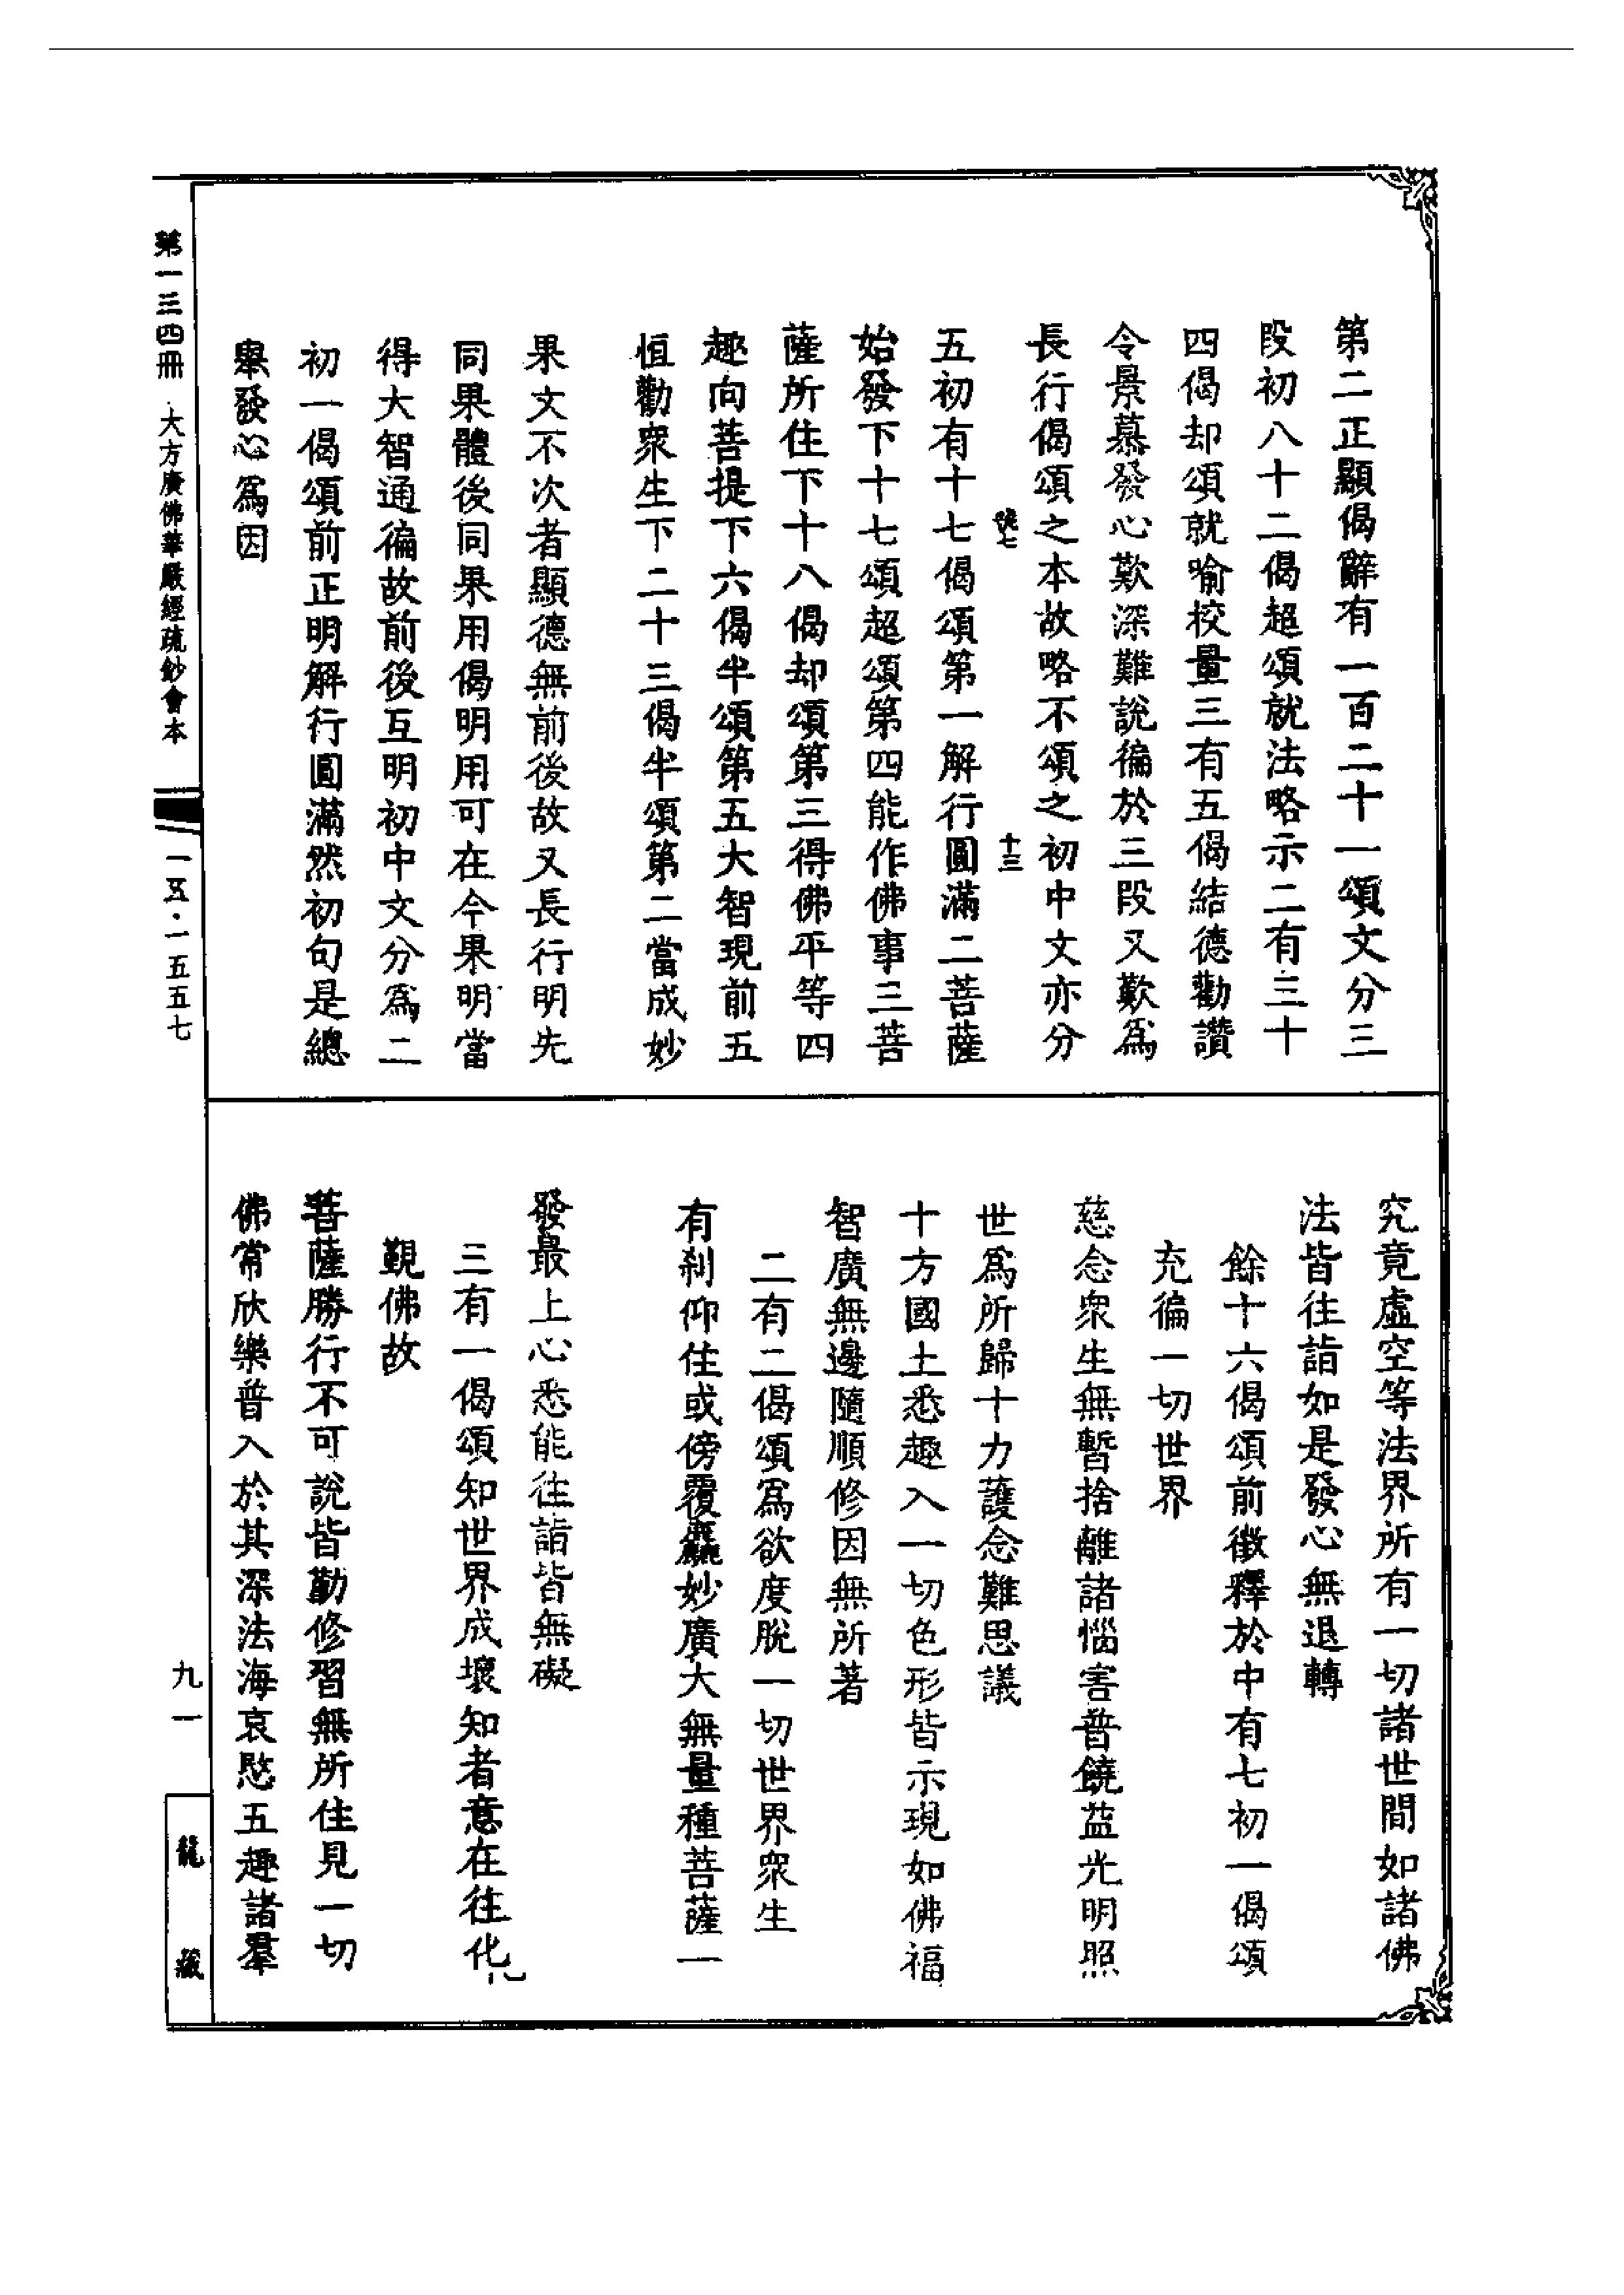 第二正顯偈辭有一百二十一頌文分三
段初八十二偈超頌就法略示二有三十
四偈却頌就喻校量三有五偈結德勸讚
令景慕發心歎深難說徧於三段又歎為
長行偈頌之本故略不頌之初中文亦分
十三
五初有十七偈頌第一解行圓滿二菩薩
始發下十七頌超頌第四能作佛事三菩
薩所住下十八偈却頌第三得佛平等四
趣向菩提下六偈半頌第五大智現前五
恒勸衆生下二十三偈半頌第二當成妙
果文不次者顯德無前後故又長行明先
同果體後同果用偈明用可在今果明當
得大智通徧故前後互明初中文分為二
初一偈頌前正明解行圓滿然初句是總
舉發心為因
究竟虛空等法界所有一切諸世間如諸佛
法皆往詣如是發心無退轉
餘十六偈頌前徵釋於中有七初一偈頌
充徧一切世界
慈念衆生無暫捨離諸惱害普饒益光明照
世為所歸十力護念難思議
十方國土悉趣入一切色形皆示現如佛福
智廣無邊隨順修因無所著
二有二偈頌為欲度脫一切世界衆生
有剎仰住或傍覆麤妙廣大無量種菩薩一
發最上心悉能往詣皆無礙
三有一偈頌知世界成壞知者意在往化
覲佛故
菩薩勝行不可說皆勤修習無所住見一切
佛常欣樂普入於其深法海哀愍五趣諸羣
第一三四冊 大方廣佛華嚴經疏鈔會本
一五·一五五七
九一
龍藏